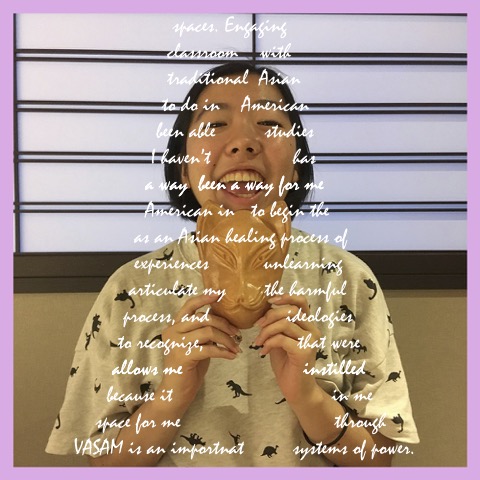 VASAM is an importnat
space for me
because it
allows me
to recognize,
process, and
articulate my
experiences
as an Asian
American in
a way
I haven't
been able
to do in
traditional
classroom
spaces. Engaging
with
Asian
American
studies
has
been a way for me
to begin the
healing process of
unlearning
the harmful
ideologies
that were
instilled
in me
through
systems of power.